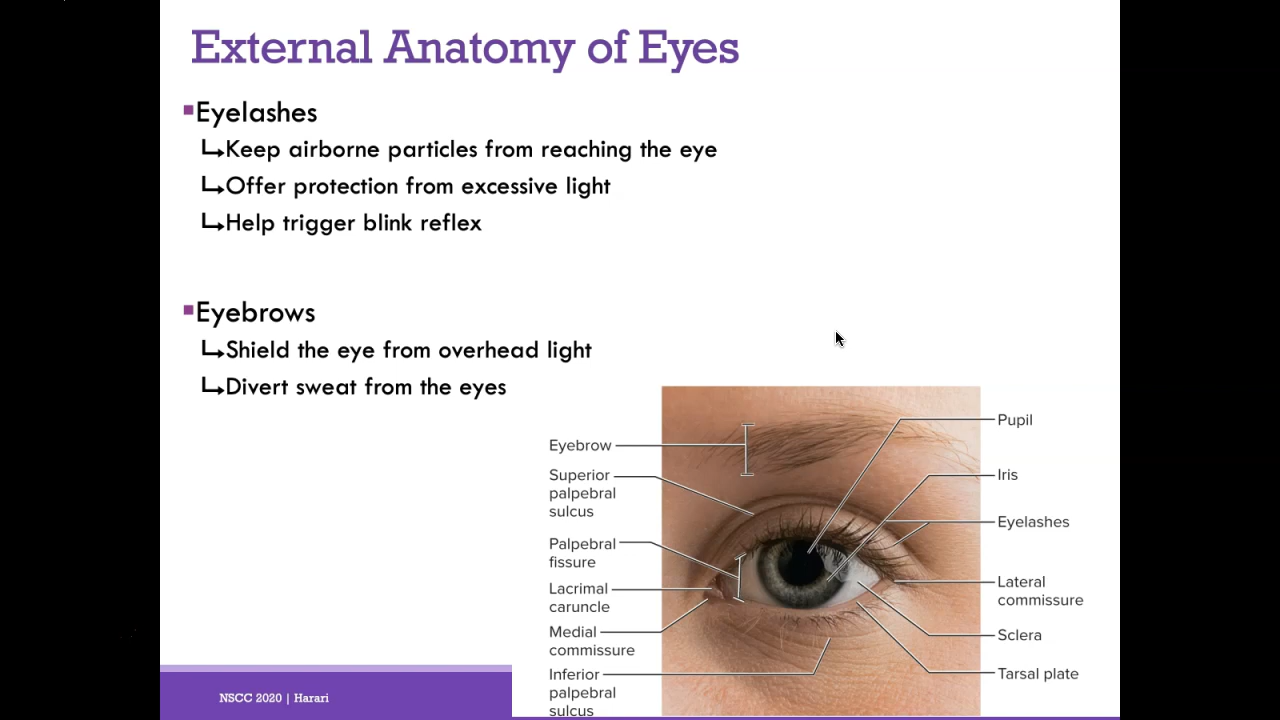 External Anatomy of Eyes
Eyelashes
Keep airborne particles from reaching the eye
Offer protection from excessive light
Help trigger blink reflex
Eyebrows
Shield the eye from overhead light
Divert sweat from the eyes
Eyebrow
Superior
palpebral
sulcus
Palpebral
fissure
Lacrimal
caruncle
Medial
commissure
Inferior
palpebral
sulcus
Pupil
Iris
Eyelashes
Lateral
commissure
Sclera
Tarsal plate
NSCC 2020 | Harari